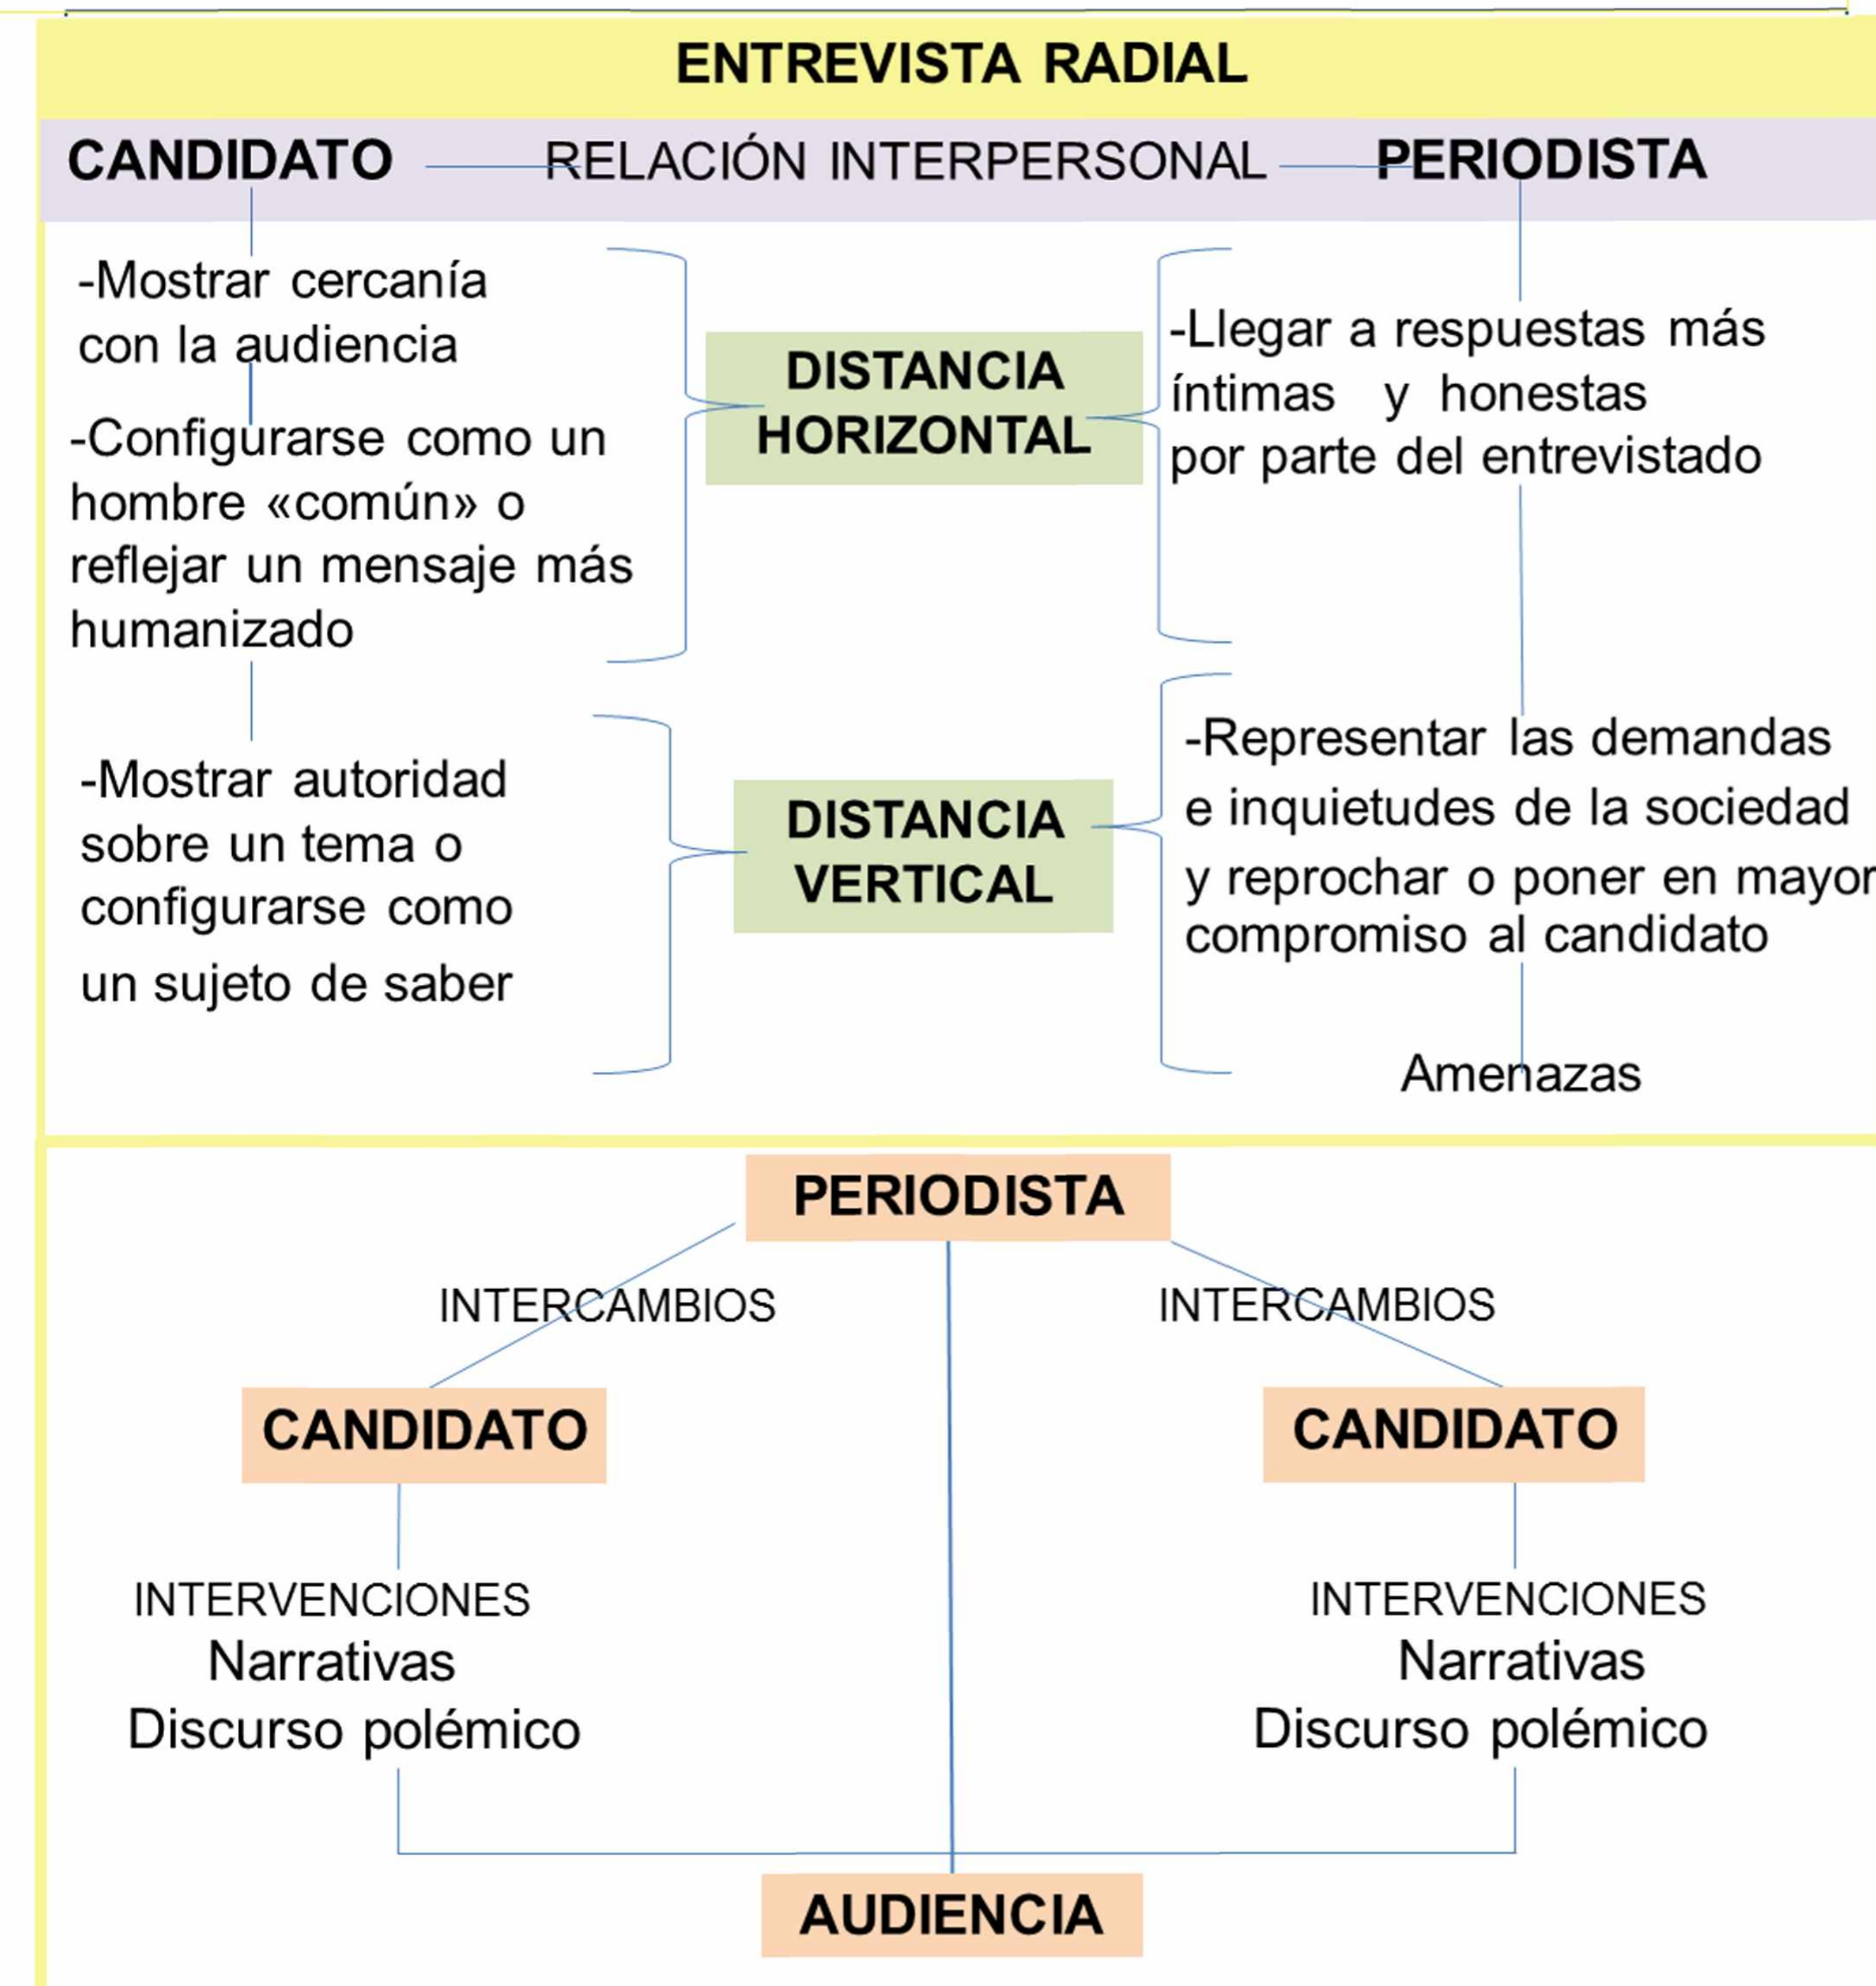 ENTREVISTA RADIAL
CANDIDATO RELACIÓN INTERPERSONAL PERIODISTA
-Mostrar cercanía
con la audiencia
-Configurarse como un
hombre «común» o
reflejar un mensaje más
humanizado
DISTANCIA
HORIZONTAL
-Llegar a respuestas más
íntimas y honestas
por parte del entrevistado
-Mostrar autoridad
sobre un tema o
configurarse como
un sujeto de saber
DISTANCIA
VERTICAL
-Representar las demandas
e inquietudes de la sociedad
y reprochar o poner en mayor
compromiso al candidato
Amenazas
PERIODISTA
INTERCAMBIOS INTERCAMBIOS
CANDIDATO CANDIDATO
INTERVENCIONES
Narrativas
Discurso polémico
INTERVENCIONES
Narrativas
Discurso polémico
AUDIENCIA